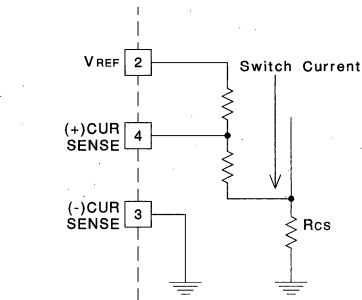 VREF 2
Switch Current
(+)CUR
SENSE 4
(-)CUR
SENSE 3
RCS